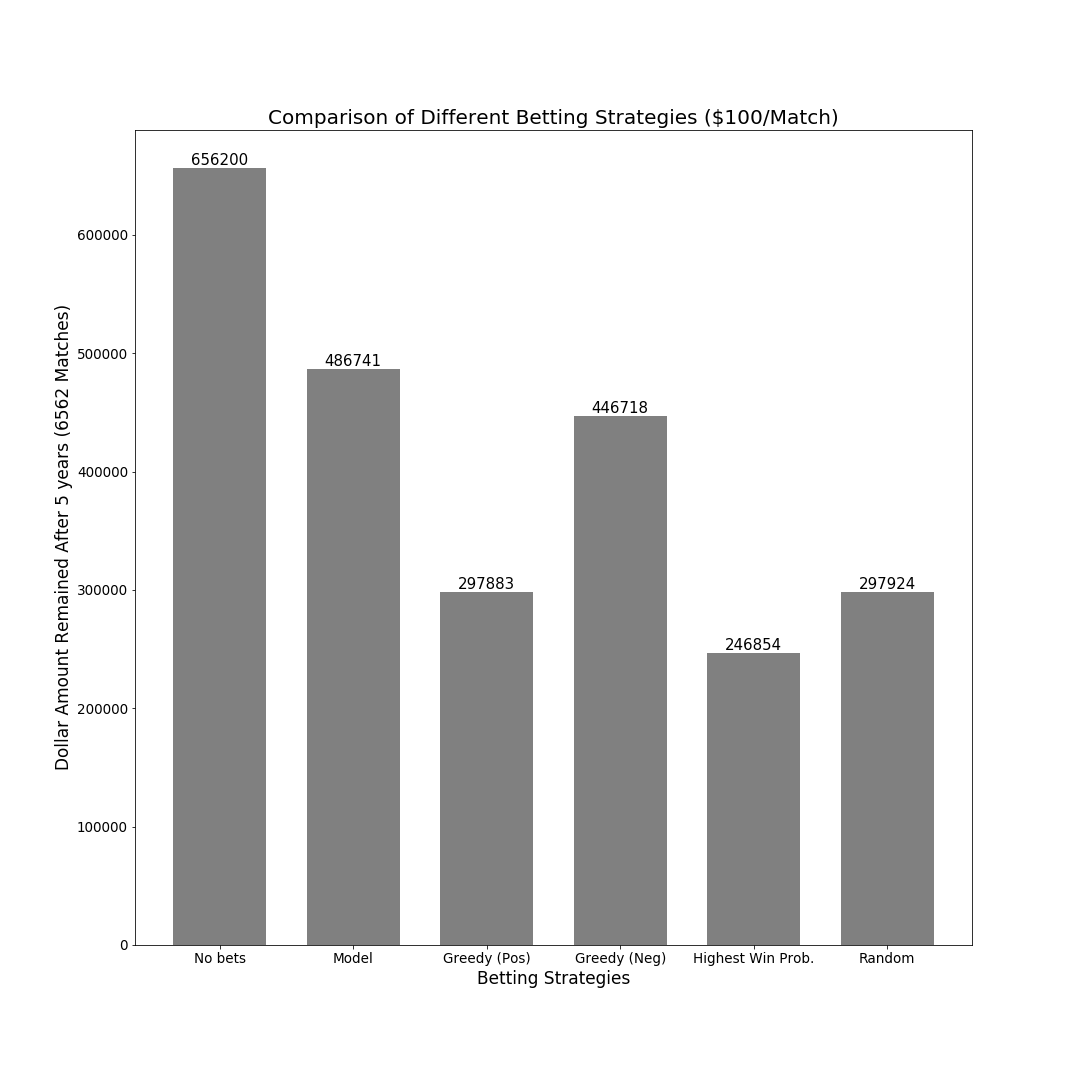 Comparison of Different Betting Strategies ($100/Match)
Dollar Amount Remained After 5 years (6562 Matches)
600000
500000
400000
300000
200000
100000
0
656200
486741
297883
446718
246854
297924
No bets
Model
Greedy (Pos)
Greedy (Neg)
Highest Win Prob.
Random
Betting Strategies